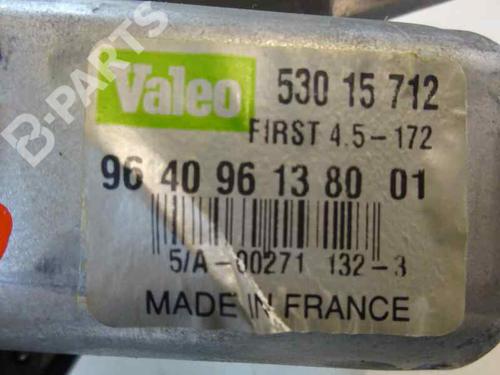 B-PARTS
Valeo
530 15 712
FIRST 4.5-172
96 40 96 13 80 01
5/A-00271 132-3
MADE IN FRANCE